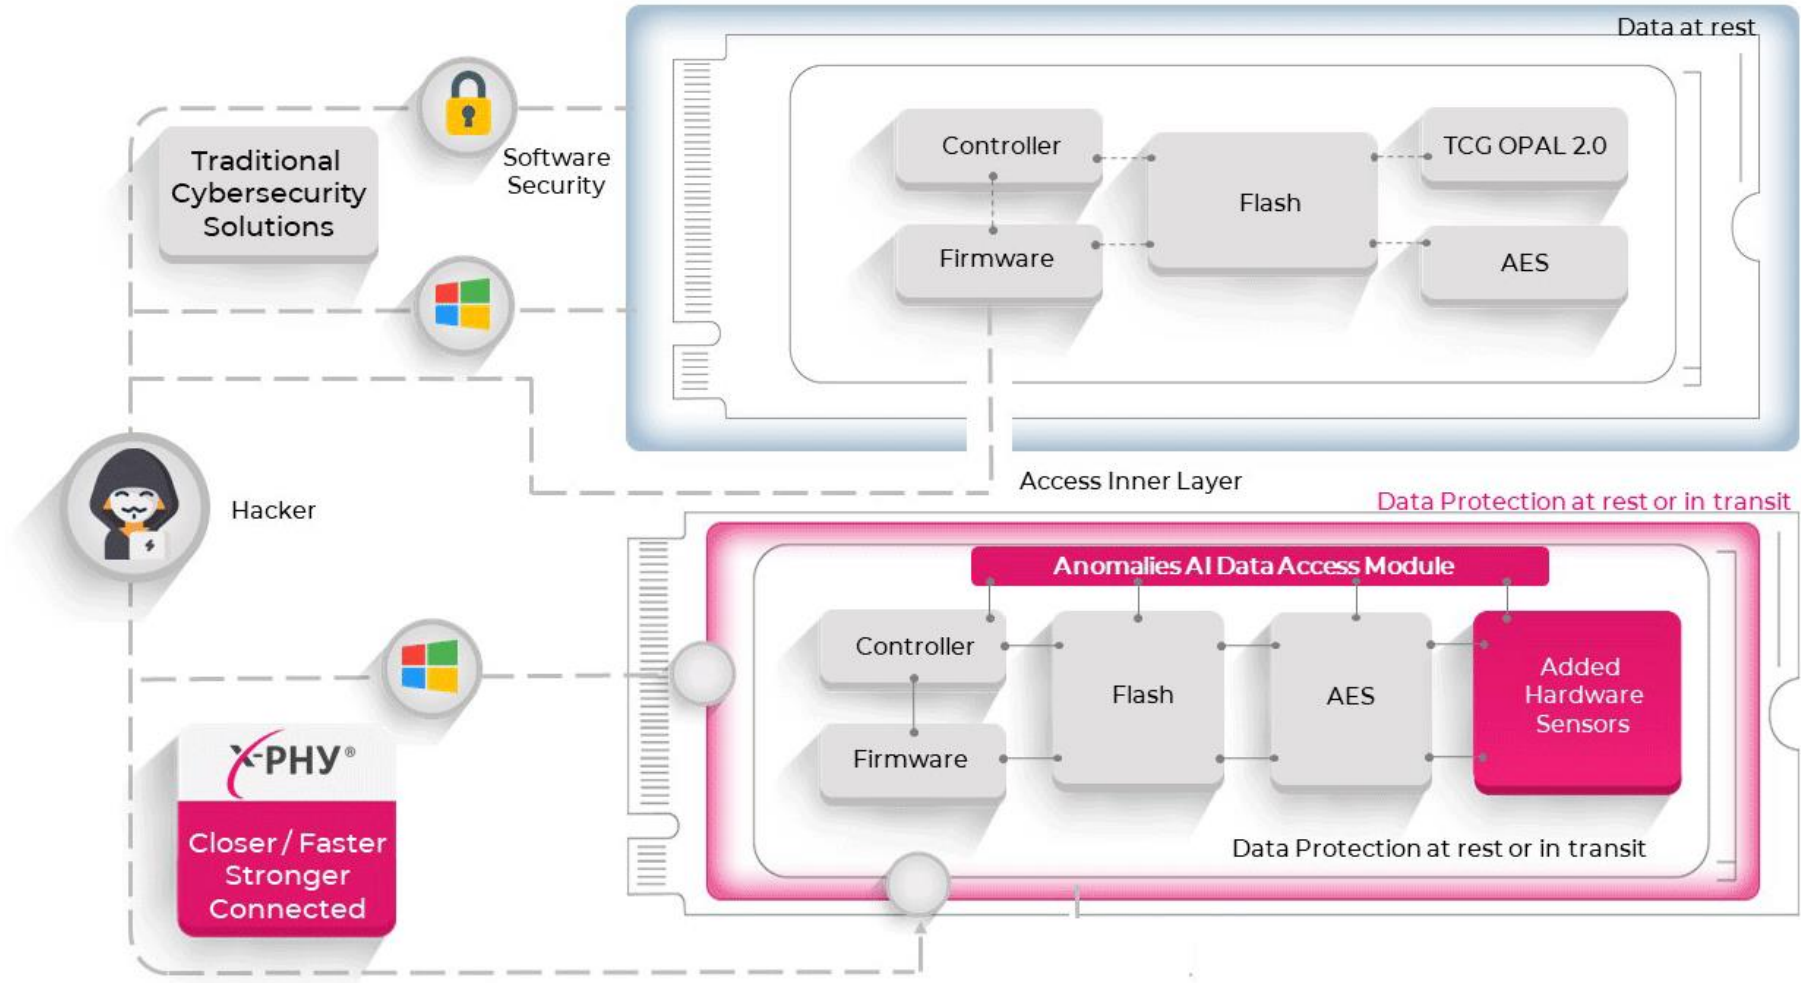 Data at rest
Traditional
Cybersecurity
Solutions
Software
Security
Controller
Firmware
Flash
TCG OPAL 2.0
AES
Access Inner Layer
Hacker
Data Protection at rest or in transit
Anomalies AI Data Access Module
Controller
Firmware
Flash
AES
Added
Hardware
Sensors
Data Protection at rest or in transit
X-PHY®
Closer / Faster
Stronger
Connected